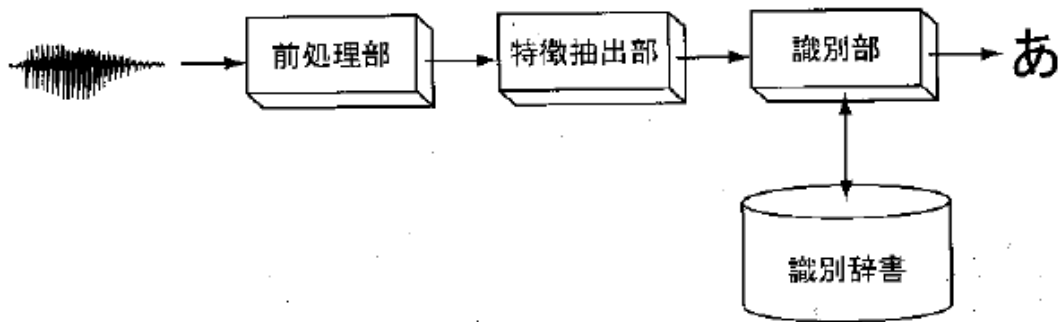 前処理部
特徴抽出部
識別部
あ
識別辞書